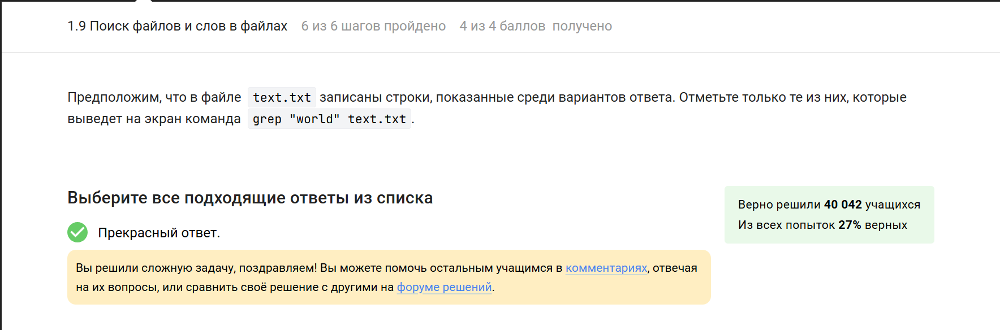 1.9 Поиск файлов и слов в файлах 6 из 6 шагов пройдено 4 из 4 баллов получено
Предположим, что в файле text.txt записаны строки, показанные среди вариантов ответа. Отметьте только те из них, которые
выведет на экран команда grep "world" text.txt.
Выберите все подходящие ответы из списка
Верно решили 40 042 учащихся
Из всех попыток 27% верных
Прекрасный ответ.
Вы решили сложную задачу, поздравляем! Вы можете помочь остальным учащимся в комментариях, отвечая
на их вопросы, или сравнить своё решение с другими на форуме решений.